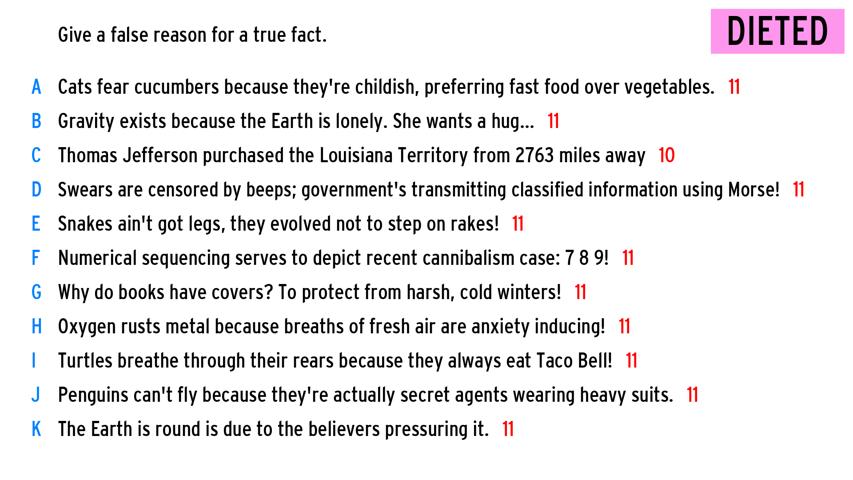 Give a false reason for a true fact.
DIETED
A Cats fear cucumbers because they're childish, preferring fast food over vegetables. 11
B Gravity exists because the Earth is lonely. She wants a hug... 11
C Thomas Jefferson purchased the Louisiana Territory from 2763 miles away 10
D Swears are censored by beeps; government's transmitting classified information using Morse! 11
E Snakes ain't got legs, they evolved not to step on rakes! 11
F Numerical sequencing serves to depict recent cannibalism case: 7 8 9! 11
G Why do books have covers? To protect from harsh, cold winters! 11
H Oxygen rusts metal because breaths of fresh air are anxiety inducing! 11
I Turtles breathe through their rears because they always eat Taco Bell! 11
J Penguins can't fly because they're actually secret agents wearing heavy suits. 11
K The Earth is round is due to the believers pressuring it. 11